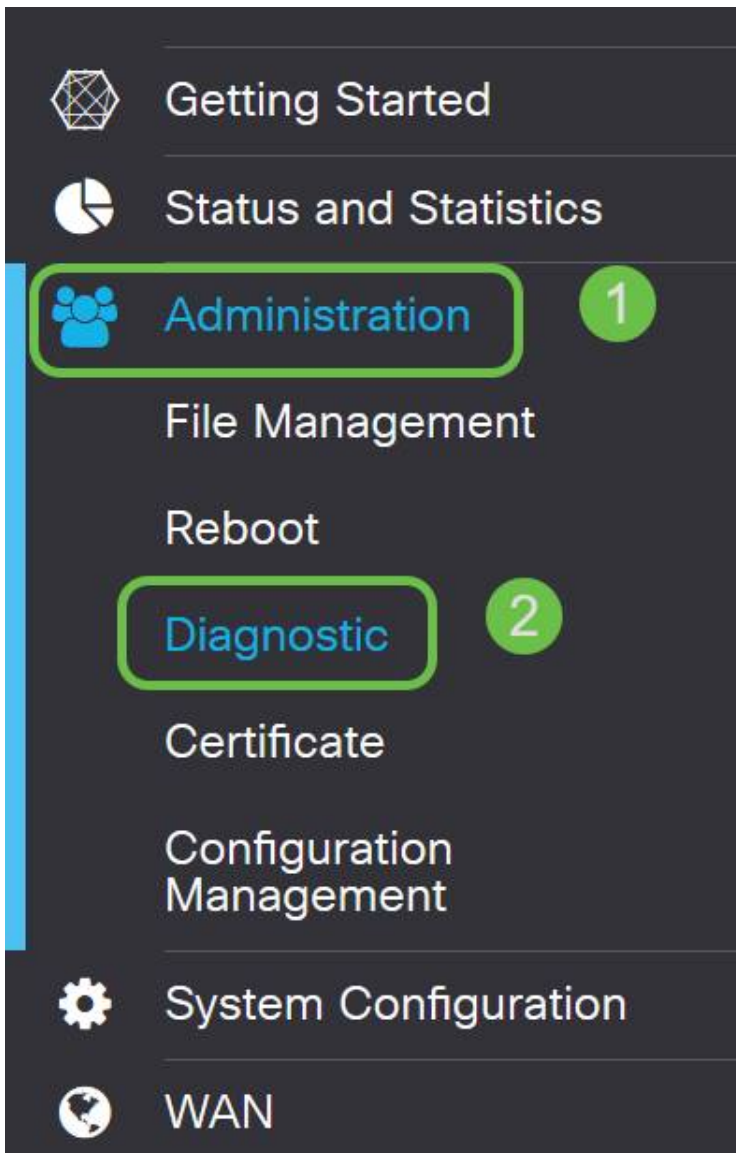 Getting Started
Status and Statistics
Administration 1
File Management
Reboot
Diagnostic 2
Certificate
Configuration
Management
System Configuration
WAN